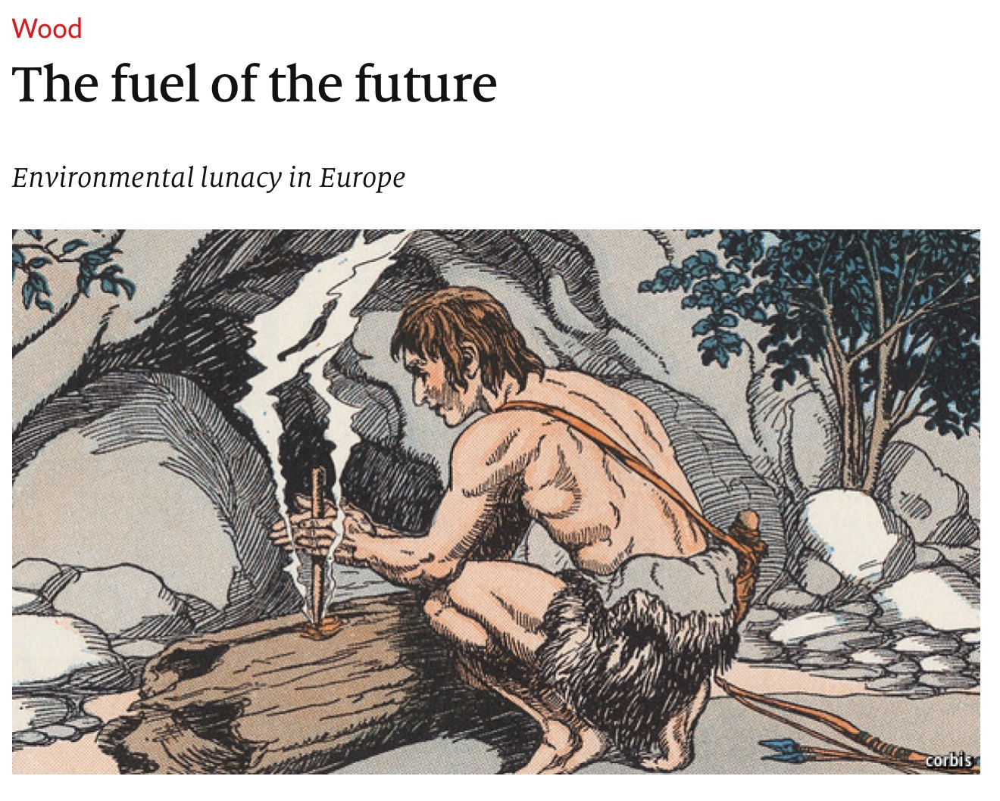 Wood
The fuel of the future
Environmental lunacy in Europe
corbis